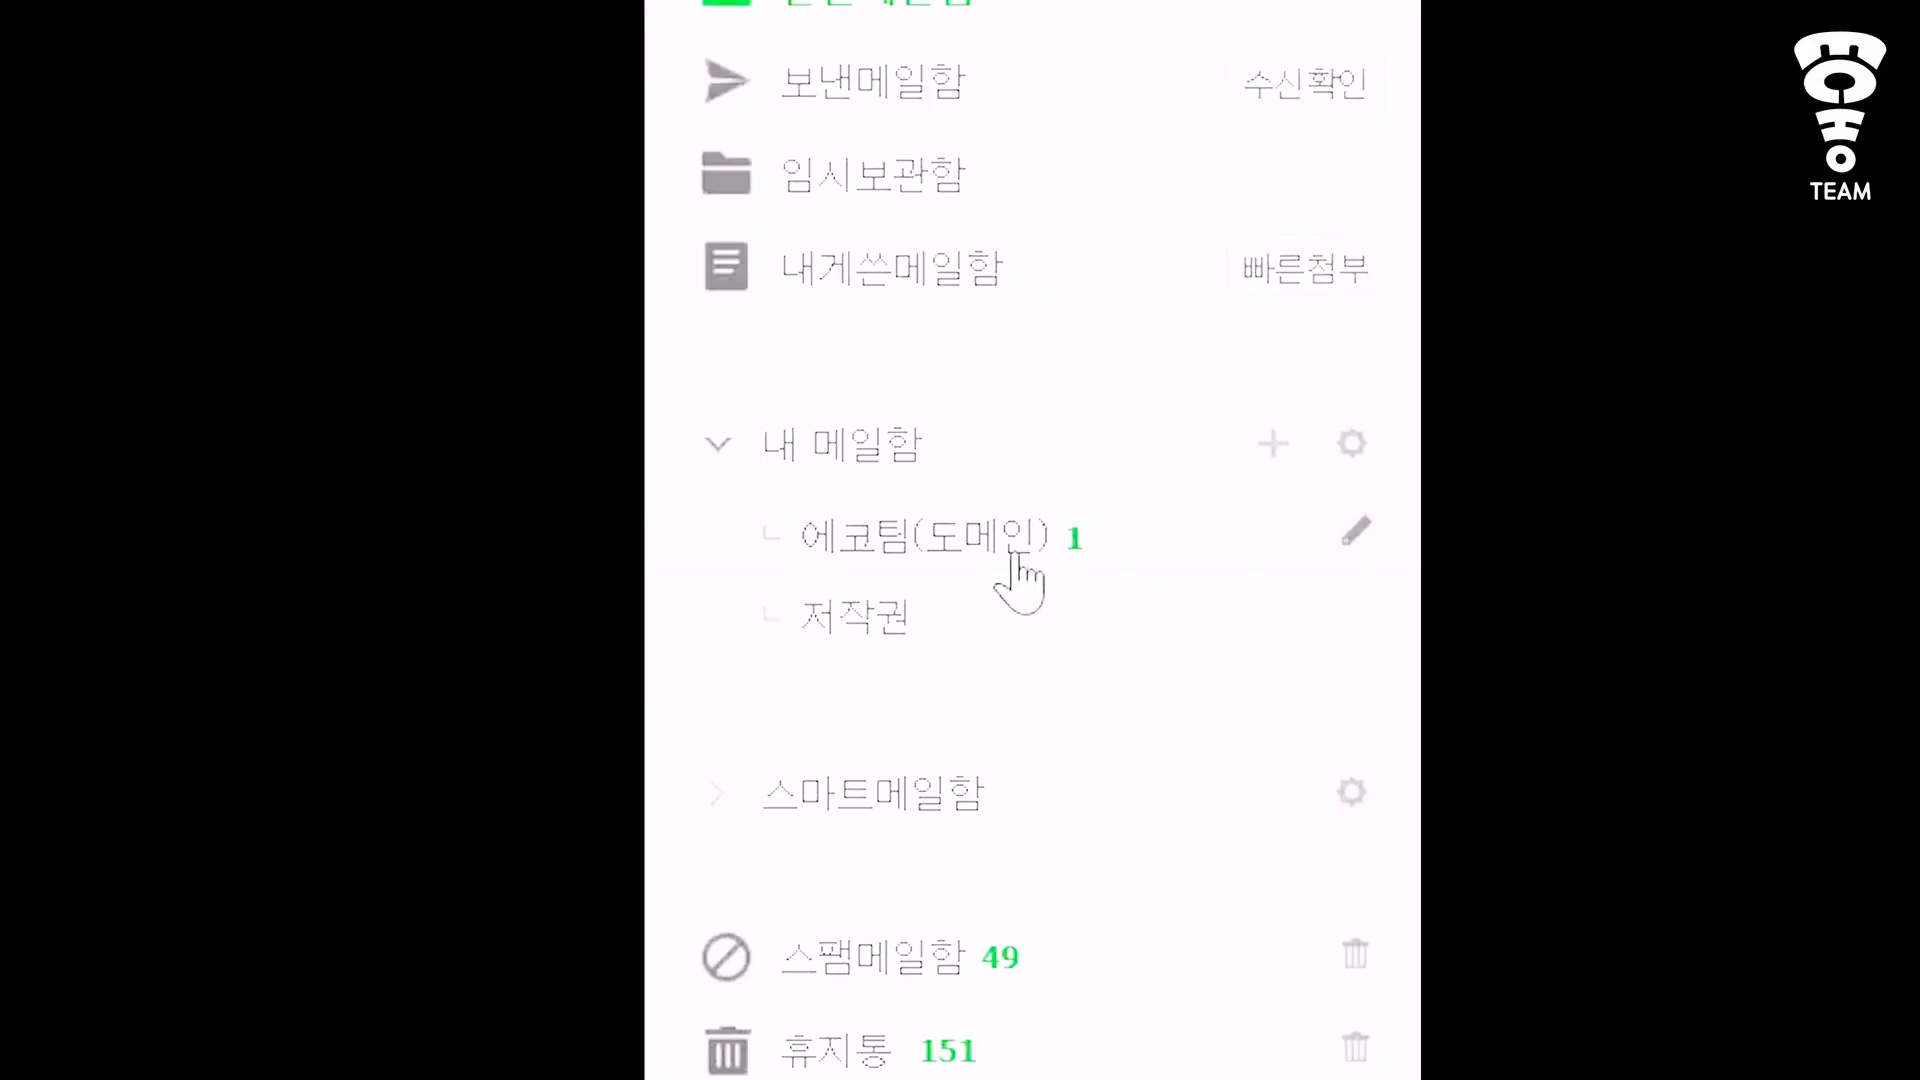 보낸메일함 수신확인
임시보관함
내게쓴메일함 빠른첨부
내 메일함
에코팀(도메인) 1
저작권
스마트메일함
스팸메일함 49
휴지통 151
TEAM